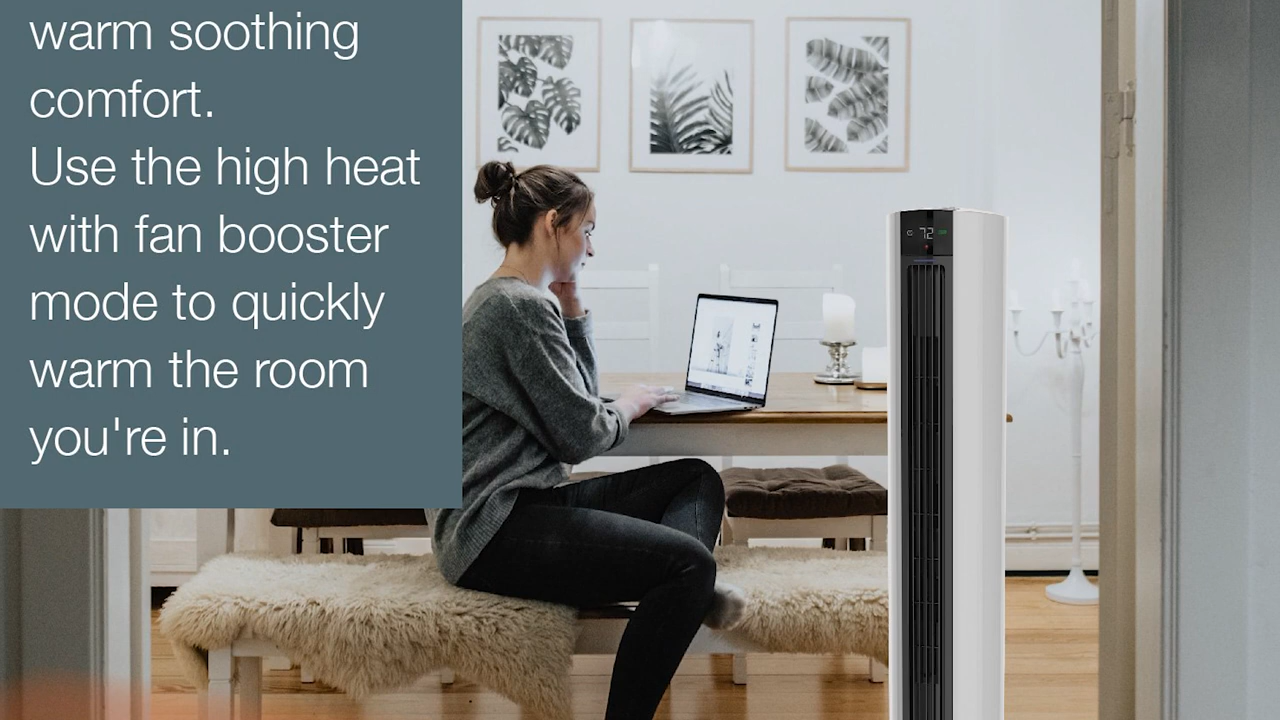 warm soothing
comfort.
Use the high heat
with fan booster
mode to quickly
warm the room
you're in.
72